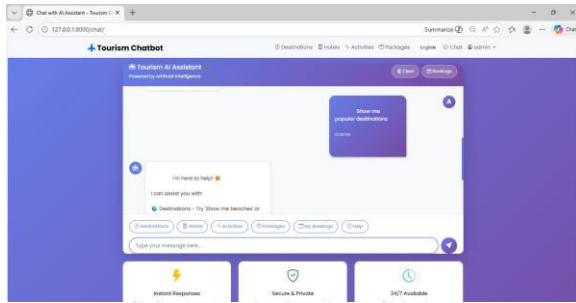 Chat with AI Assistant - Tourism C
127.0.0.1:8000/chat/
Summarize
Chat
Tourism Chatbot
Destinations Hotels Activities Packages English Chat admin
Tourism AI Assistant
Powered by Artificial Intelligence
Clear Bookings
Show me
popular destinations
A
I'm here to help!
I can assist you with:
Destinations - Try 'Show me beaches' or
Destinations Hotels Activities Packages My Bookings Help
Type your message here...
Instant Responses Secure & Private 24/7 Available